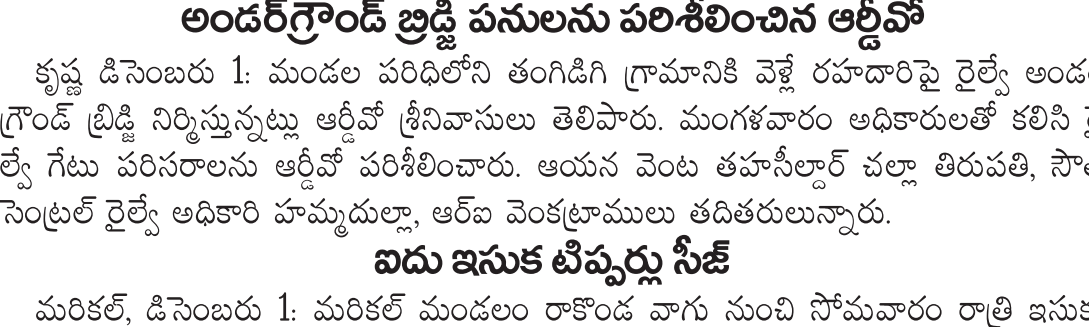 అండర్‌గ్రౌండ్ బ్రిడ్జి పనులను పరిశీలించిన ఆర్డీవో
కృష్ణ డిసెంబరు 1: మండల పరిధిలోని తంగిడిగి గ్రామానికి వెళ్లే రహదారిపై రైల్వే
గ్రౌండ్ బ్రిడ్జి నిర్మిస్తున్నట్లు ఆర్డీవో శ్రీనివాసులు తెలిపారు. మంగళవారం అధికారులతో కలిసి
ల్వే గేటు పరిసరాలను ఆర్డీవో పరిశీలించారు. ఆయన వెంట తహసీల్దార్ చల్లా తిరుపతి,
సెంట్రల్ రైల్వే అధికారి హమ్మదుల్లా, ఆర్ఐ వెంకట్రాములు తదితరులున్నారు.
ఐదు ఇసుక టిప్పర్లు సీజ్
మరికల్, డిసెంబరు 1: మరికల్ మండలం రాకొండ వాగు నుంచి సోమవారం రాత్రి ఇసుక